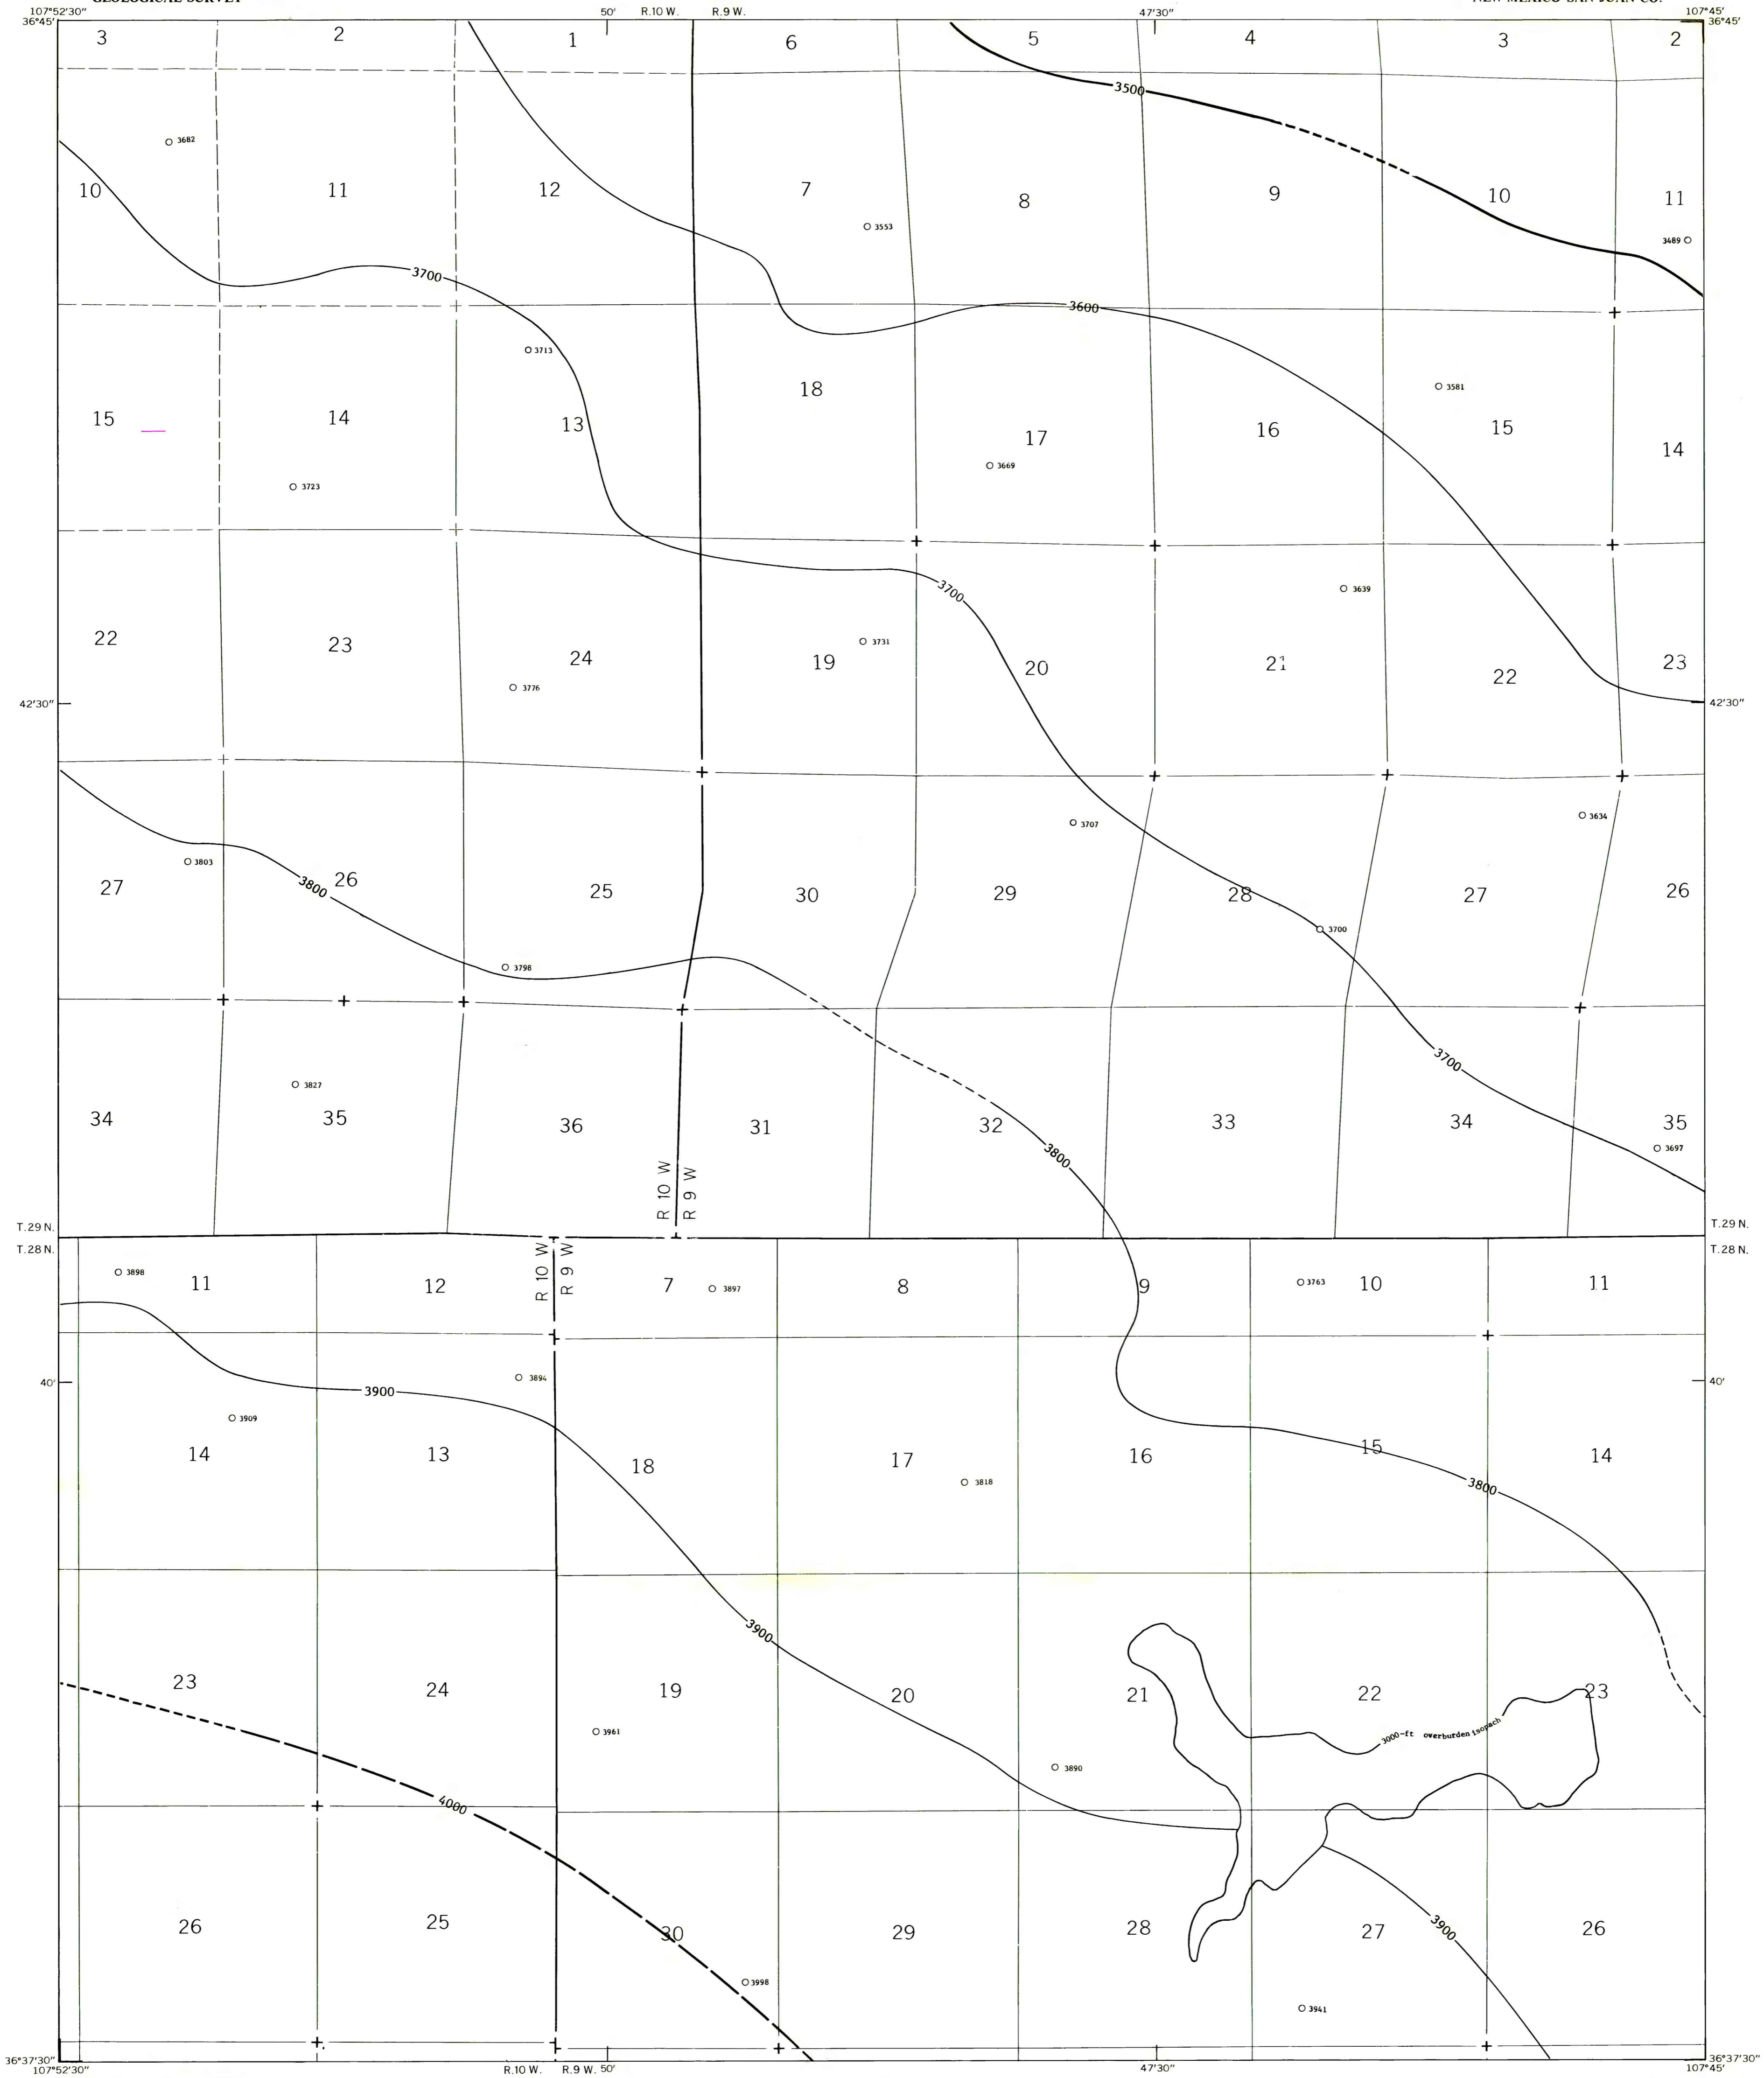 GEOLOGICAL SURVEY
NEW MEXICO-SAN JUAN CO.
107°52'30" 50' R.10 W. R.9 W. 47'30" 107°45'
36°45' 36°45'
3 2 1 6 5 4 3 2
3500
3682
10 11 12 7 8 9 10 11
3553
3489
3700
3600
3713
18
3581
15 14 13 17 16 15 14
3669
3723
3700
3639
3731
22 23 24 19 20 21 22 23
3776
42'30" 42'30"
3707
3634
3803
27 3800 26 25 30 29 28 27 26
3700
3798
3700
3827
34 35 36 31 32 33 34 35
3800
3697
R 10 W R 9 W
T.29 N. T.29 N.
T.28 N. T.28 N.
R 10 W R 9 W
3898
11 12 7 3897 8 9 3763 10 11
3894
40' 3900 40'
3909
14 13 18 17 16 15 14
3818 3800
3900
23 24 19 20 21 22 23
3961
3000-ft overburden isopach
3890
4000
26 25 30 29 28 27 3900 26
3998
3941
36°37'30" 36°37'30"
107°52'30" R.10 W. R.9 W. 50' 47'30" 107°45'